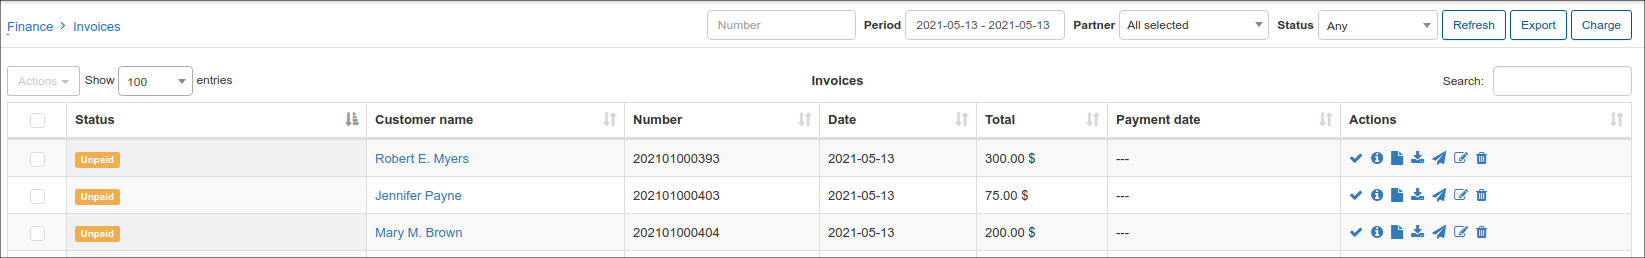 Finance > Invoices Number Period 2021-05-13 - 2021-05-13 Partner All selected Status Any Refresh Export Charge
Actions Show 100 entries Invoices Search:
Status Customer name Number Date Total Payment date Actions
Unpaid Robert E. Myers 202101000393 2021-05-13 300.00 $ ---
Unpaid Jennifer Payne 202101000403 2021-05-13 75.00 $ ---
Unpaid Mary M. Brown 202101000404 2021-05-13 200.00 $ ---